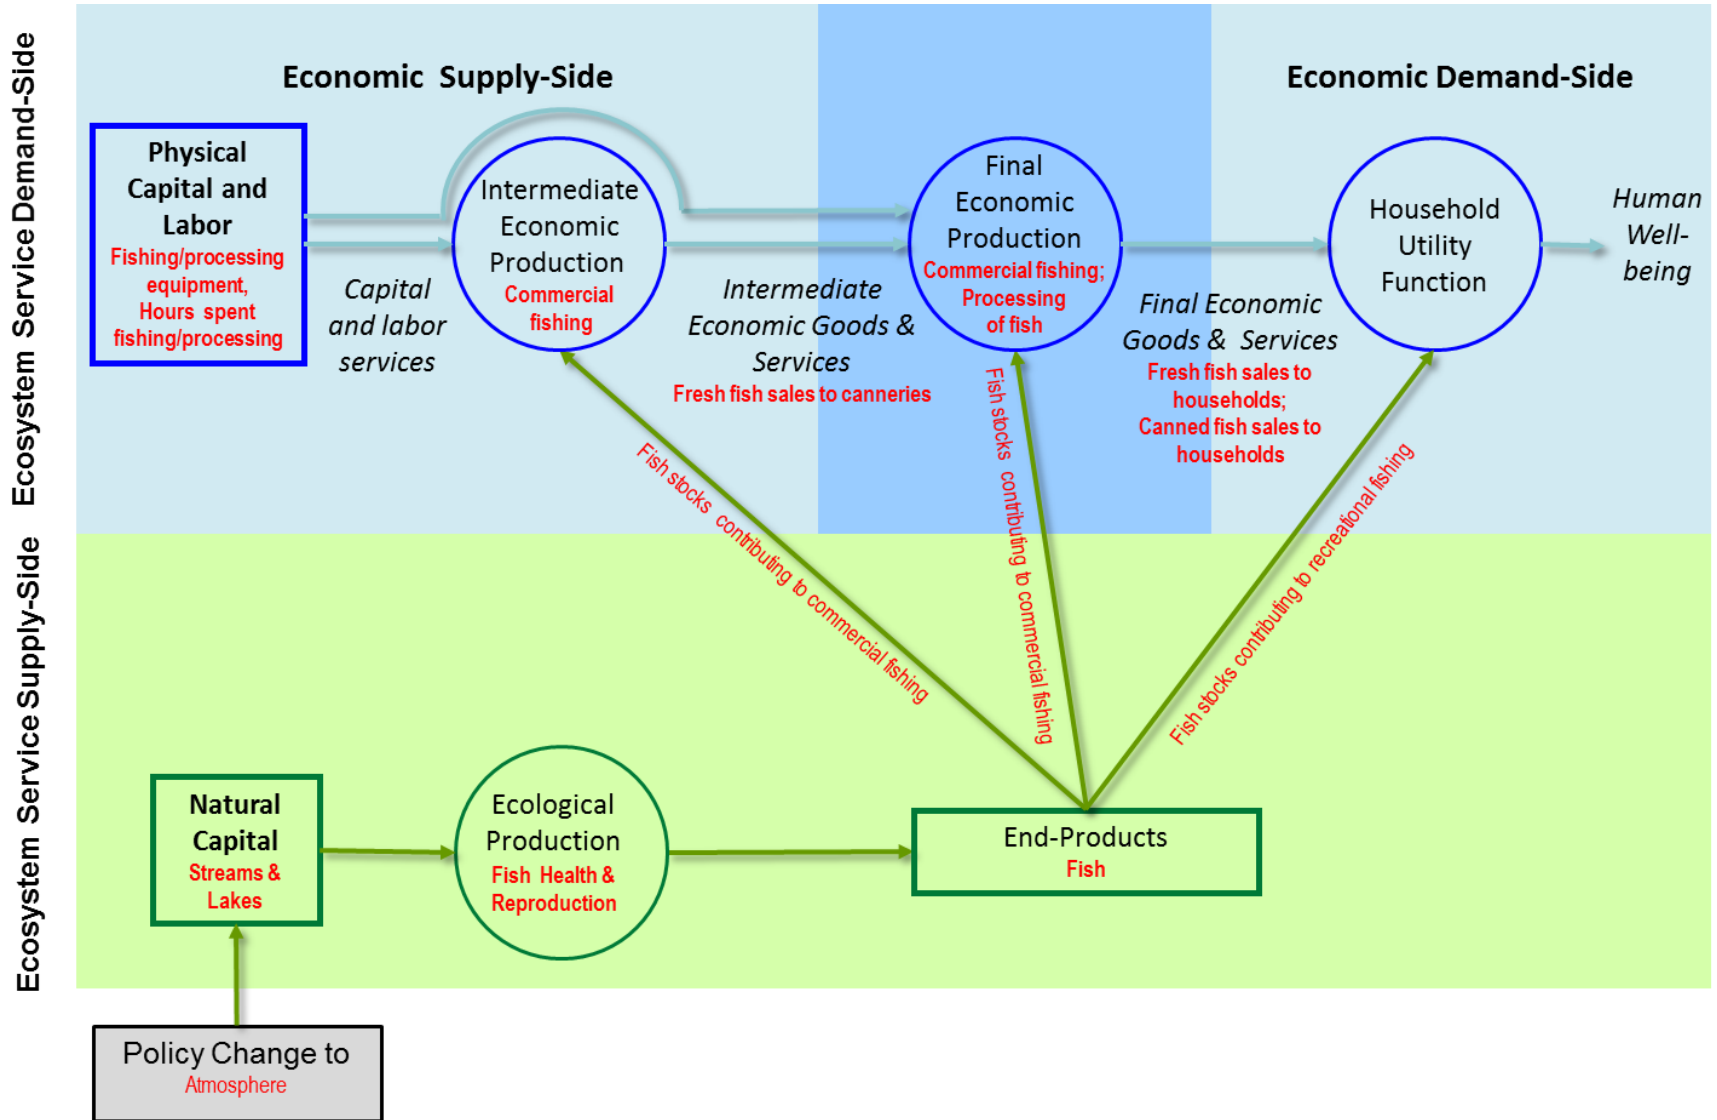 Ecosystem Service Demand-Side
Ecosystem Service Supply-Side
Economic Supply-Side
Economic Demand-Side
Physical
Capital and
Labor
Fishing/processing
equipment,
Hours spent
fishing/processing
Capital
and labor
services
Intermediate
Economic
Production
Commercial
fishing
Intermediate
Economic Goods &
Services
Fresh fish sales to canneries
Final
Economic
Production
Commercial fishing;
Processing
of fish
Final Economic
Goods & Services
Fresh fish sales to
households;
Canned fish sales to
households
Household
Utility
Function
Human
Well-
being
Fish stocks contributing to commercial fishing
Fish stocks contributing to commercial fishing
Fish stocks contributing to recreational fishing
Natural
Capital
Streams &
Lakes
Ecological
Production
Fish Health &
Reproduction
End-Products
Fish
Policy Change to
Atmosphere